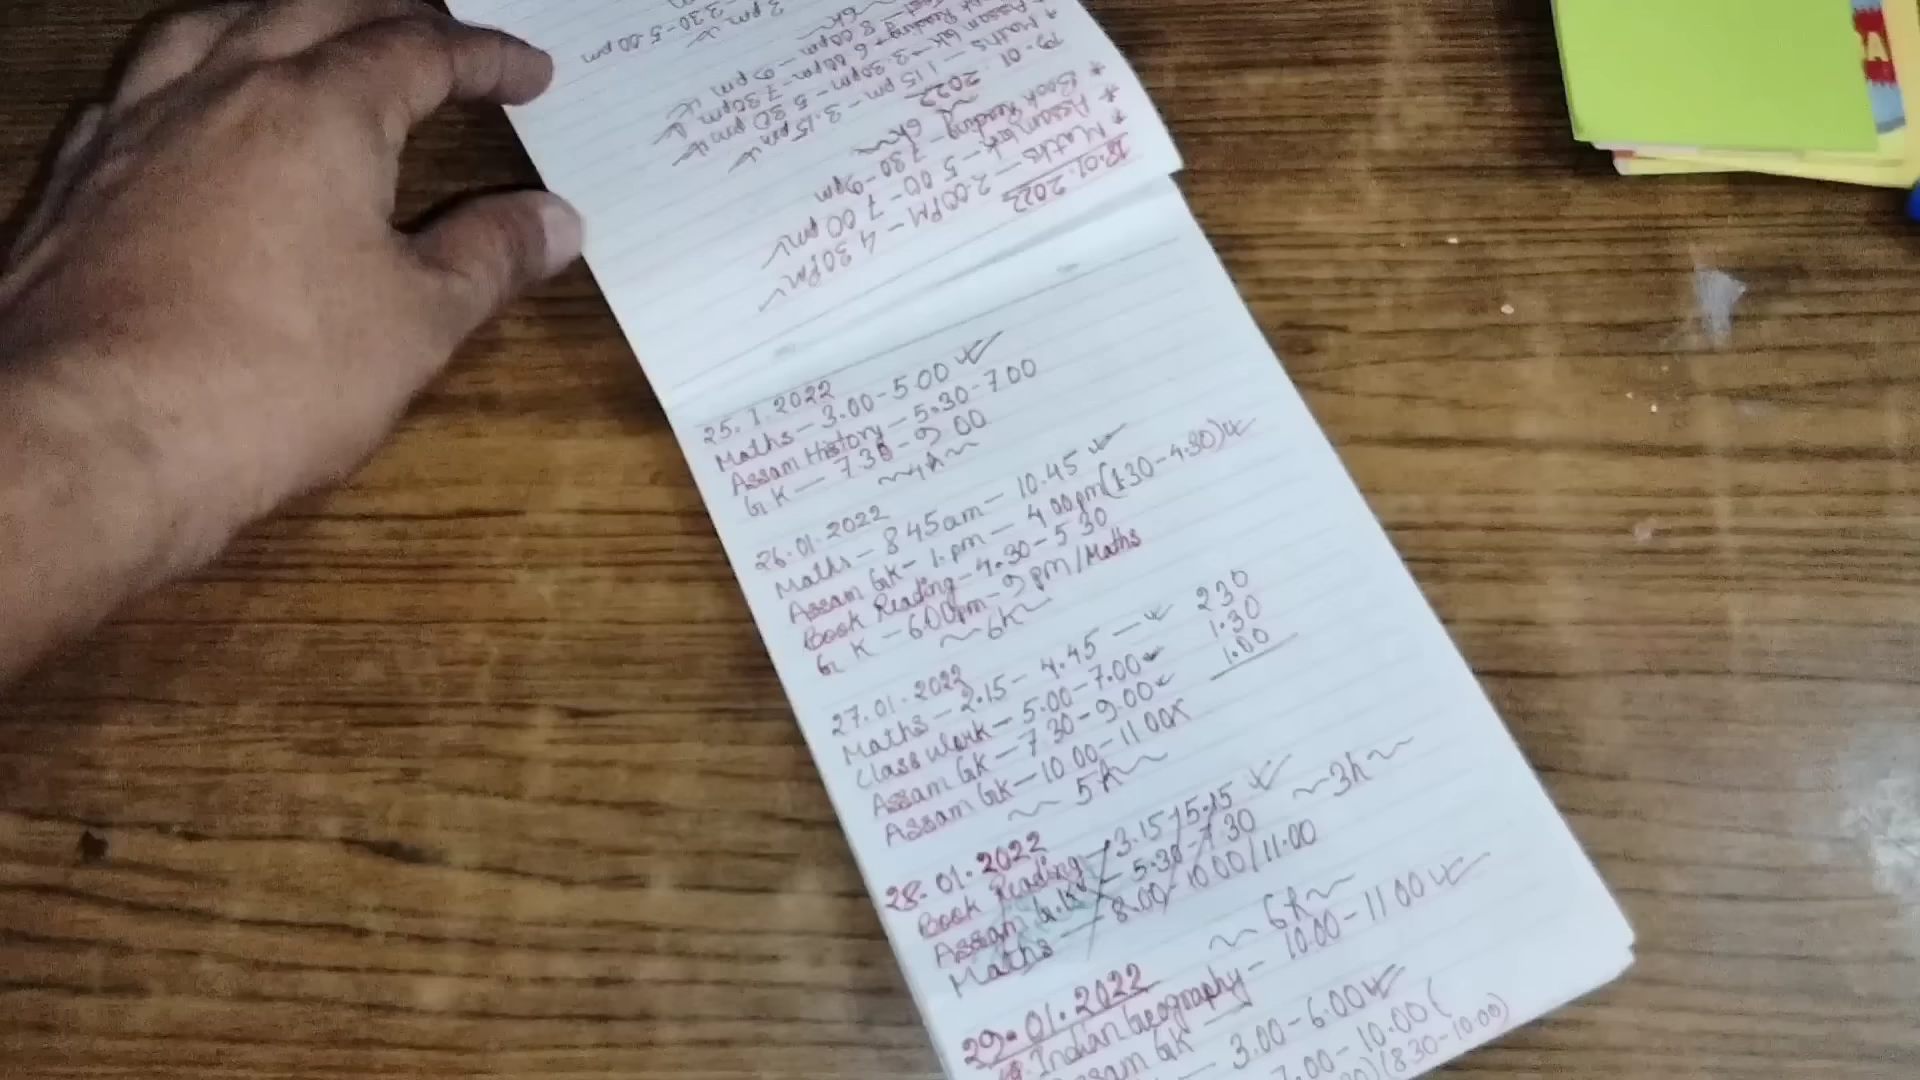 25.1.2022
Maths — 3.00 - 5.00
Assam History — 5.30 - 7.00
GK — 7.30 - 9.00
~4h~
26.01.2022
Maths — 8 45am — 10.45
Assam GK — 1.pm — 4 00pm (1.30 - 4.30)
Book Reading — 4.30 - 5 30
GK — 6.00pm — 9 pm / Maths
~6h~
27.01.2022
Maths — 2.15 - 4.45 —
Class Work — 5.00 - 7.00
Assam GK — 7 30 - 9.00
Assam GK — 10 00 - 11 00
~5h~
2 30
1.30
1.00
28.01.2022
Book Reading — 3.15 - 5.15
Assam G.K — 5.30 - 7 30
Maths — 8.00 - 10.00 / 11.00
~3h~
~6h~
29.01.2022
Indian Geography — 10.00 - 11 00
Assam GK — 3.00 - 6.00
7.00 - 10.00 (
(8 30 - 10.00)
18.01.2022
* Maths — 2.00PM - 4 30PM
* Assam GK — 5 00 - 7 00pm
* Book Reading — 7 30 - 9pm
6h
19.01.2022
* Maths — 1 15 pm — 3.15pm
* Assam GK — 3.30pm — 5 30 pm
3.30 - 5.00 pm